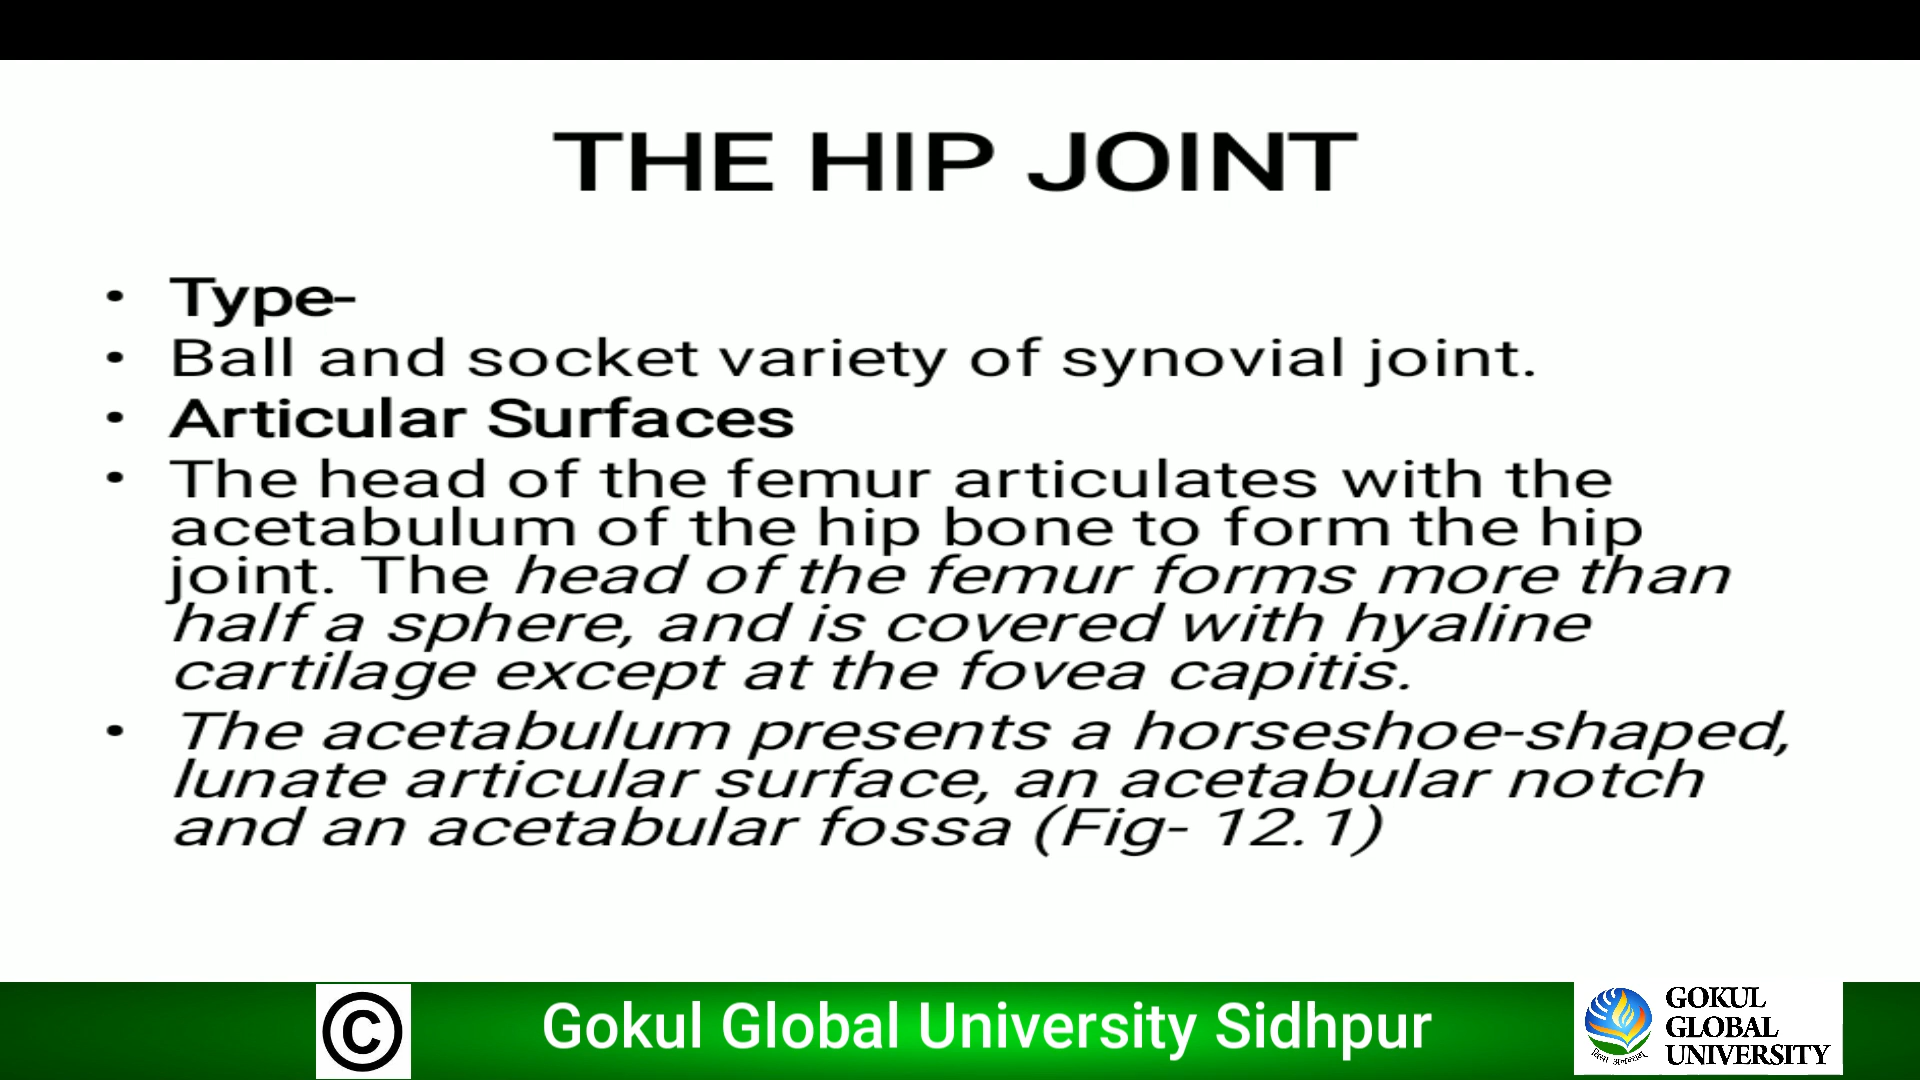 THE HIP JOINT
• Type-
• Ball and socket variety of synovial joint.
• Articular Surfaces
• The head of the femur articulates with the
acetabulum of the hip bone to form the hip
joint. The head of the femur forms more than
half a sphere, and is covered with hyaline
cartilage except at the fovea capitis.
• The acetabulum presents a horseshoe-shaped,
lunate articular surface, an acetabular notch
and an acetabular fossa (Fig- 12.1)
© Gokul Global University Sidhpur
GOKUL
GLOBAL
UNIVERSITY